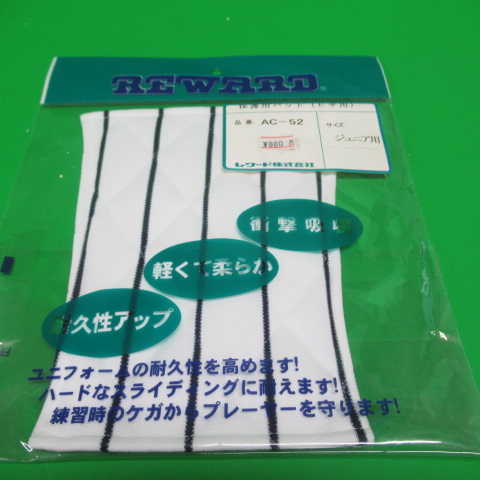 REWARD
保護用パッド(ヒザ用)
品番 AC-52
サイズ
ジュニア用
¥880
レワード株式会社
衝撃吸収
軽くて柔らか
耐久性アップ
ユニフォームの耐久性を高めます!
ハードなスライディングに耐えます!
練習時のケガからプレーヤーを守ります!